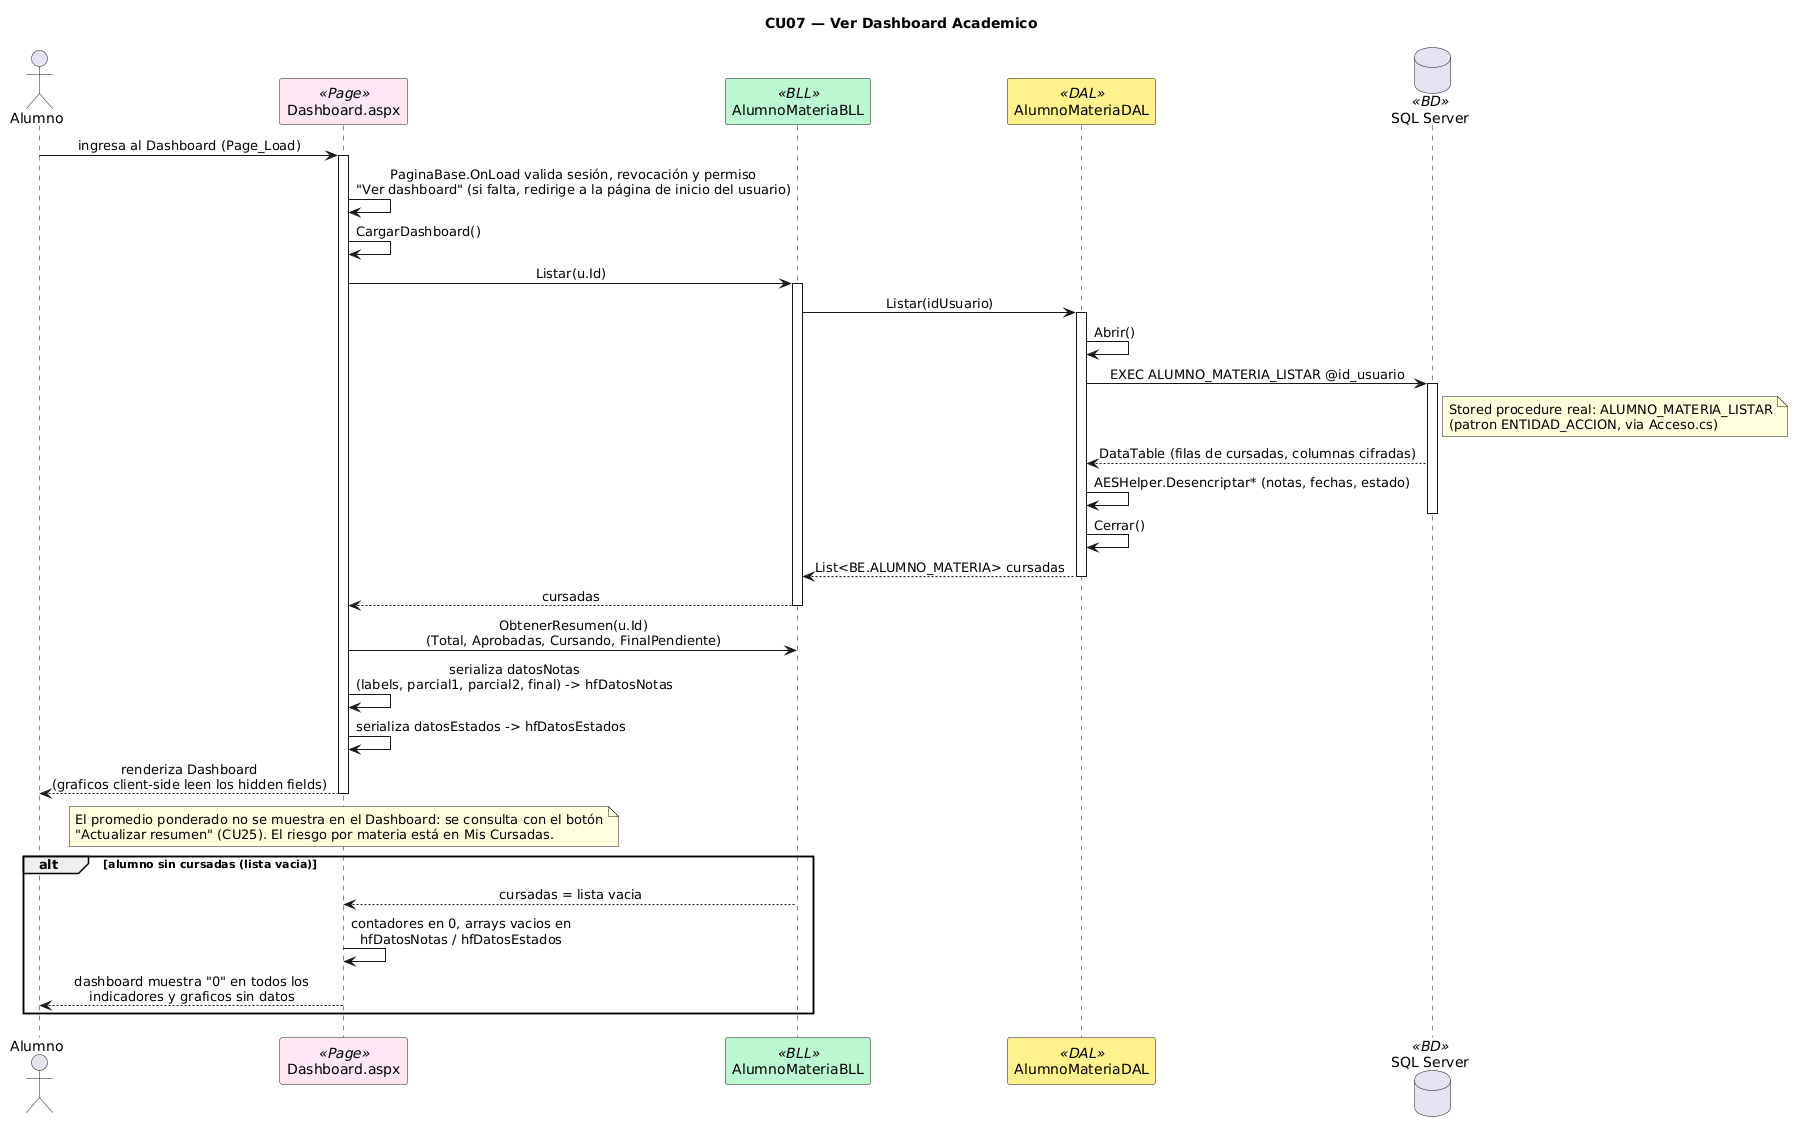 CU07 — Ver Dashboard Academico
Alumno
«Page»
Dashboard.aspx
«BLL»
AlumnoMateriaBLL
«DAL»
AlumnoMateriaDAL
«BD»
SQL Server
ingresa al Dashboard (Page_Load)
PaginaBase.OnLoad valida sesión, revocación y permiso
"Ver dashboard" (si falta, redirige a la página de inicio del usuario)
CargarDashboard()
Listar(u.Id)
Listar(idUsuario)
Abrir()
EXEC ALUMNO_MATERIA_LISTAR @id_usuario
Stored procedure real: ALUMNO_MATERIA_LISTAR
(patron ENTIDAD_ACCION, via Acceso.cs)
DataTable (filas de cursadas, columnas cifradas)
AESHelper.Desencriptar* (notas, fechas, estado)
Cerrar()
List<BE.ALUMNO_MATERIA> cursadas
cursadas
ObtenerResumen(u.Id)
(Total, Aprobadas, Cursando, FinalPendiente)
serializa datosNotas
(labels, parcial1, parcial2, final) -> hfDatosNotas
serializa datosEstados -> hfDatosEstados
renderiza Dashboard
(graficos client-side leen los hidden fields)
El promedio ponderado no se muestra en el Dashboard: se consulta con el botón
"Actualizar resumen" (CU25). El riesgo por materia está en Mis Cursadas.
alt
[alumno sin cursadas (lista vacia)]
cursadas = lista vacia
contadores en 0, arrays vacios en
hfDatosNotas / hfDatosEstados
dashboard muestra "0" en todos los
indicadores y graficos sin datos
Alumno
«Page»
Dashboard.aspx
«BLL»
AlumnoMateriaBLL
«DAL»
AlumnoMateriaDAL
«BD»
SQL Server